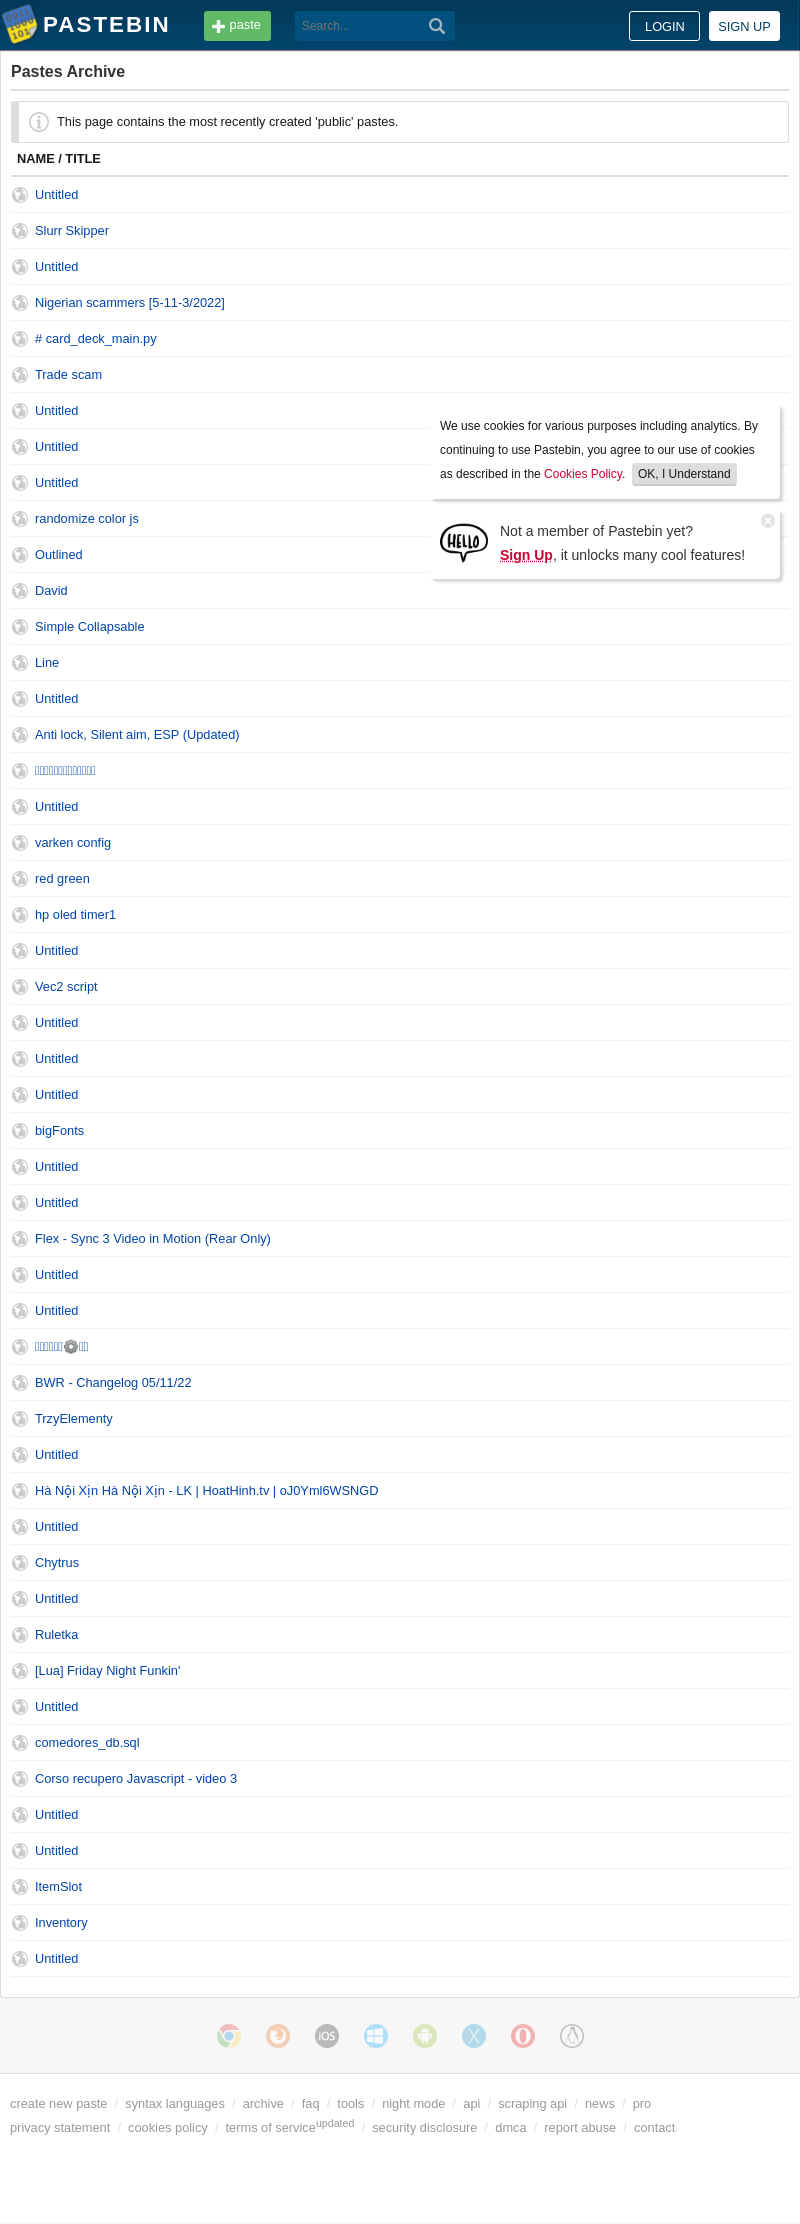 PASTEBIN
paste
Search...
LOGIN
SIGN UP
Pastes Archive
This page contains the most recently created 'public' pastes.
NAME / TITLE
Untitled
Slurr Skipper
Untitled
Nigerian scammers [5-11-3/2022]
# card_deck_main.py
Trade scam
Untitled
Untitled
Untitled
randomize color js
Outlined
David
Simple Collapsable
Line
Untitled
Anti lock, Silent aim, ESP (Updated)
Untitled
varken config
red green
hp oled timer1
Untitled
Vec2 script
Untitled
Untitled
Untitled
bigFonts
Untitled
Untitled
Flex - Sync 3 Video in Motion (Rear Only)
Untitled
Untitled
BWR - Changelog 05/11/22
TrzyElementy
Untitled
Hà Nội Xịn Hà Nội Xịn - LK | HoatHinh.tv | oJ0Yml6WSNGD
Untitled
Chytrus
Untitled
Ruletka
[Lua] Friday Night Funkin'
Untitled
comedores_db.sql
Corso recupero Javascript - video 3
Untitled
Untitled
ItemSlot
Inventory
Untitled
We use cookies for various purposes including analytics. By
continuing to use Pastebin, you agree to our use of cookies
as described in the Cookies Policy. OK, I Understand
HELLO
Not a member of Pastebin yet?
Sign Up, it unlocks many cool features!
iOS
create new paste / syntax languages / archive / faq / tools / night mode / api / scraping api / news / pro
privacy statement / cookies policy / terms of serviceupdated / security disclosure / dmca / report abuse / contact